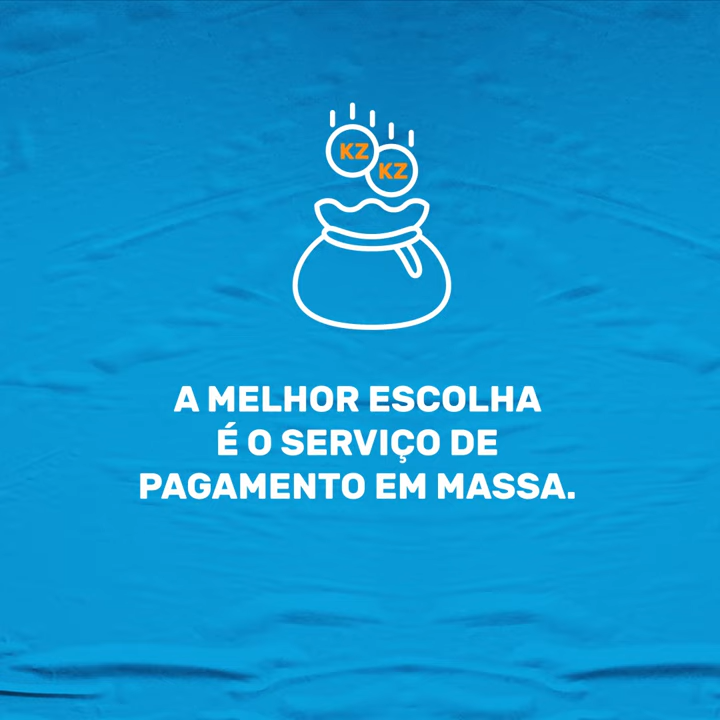 KZ
KZ
A MELHOR ESCOLHA
É O SERVIÇO DE
PAGAMENTO EM MASSA.